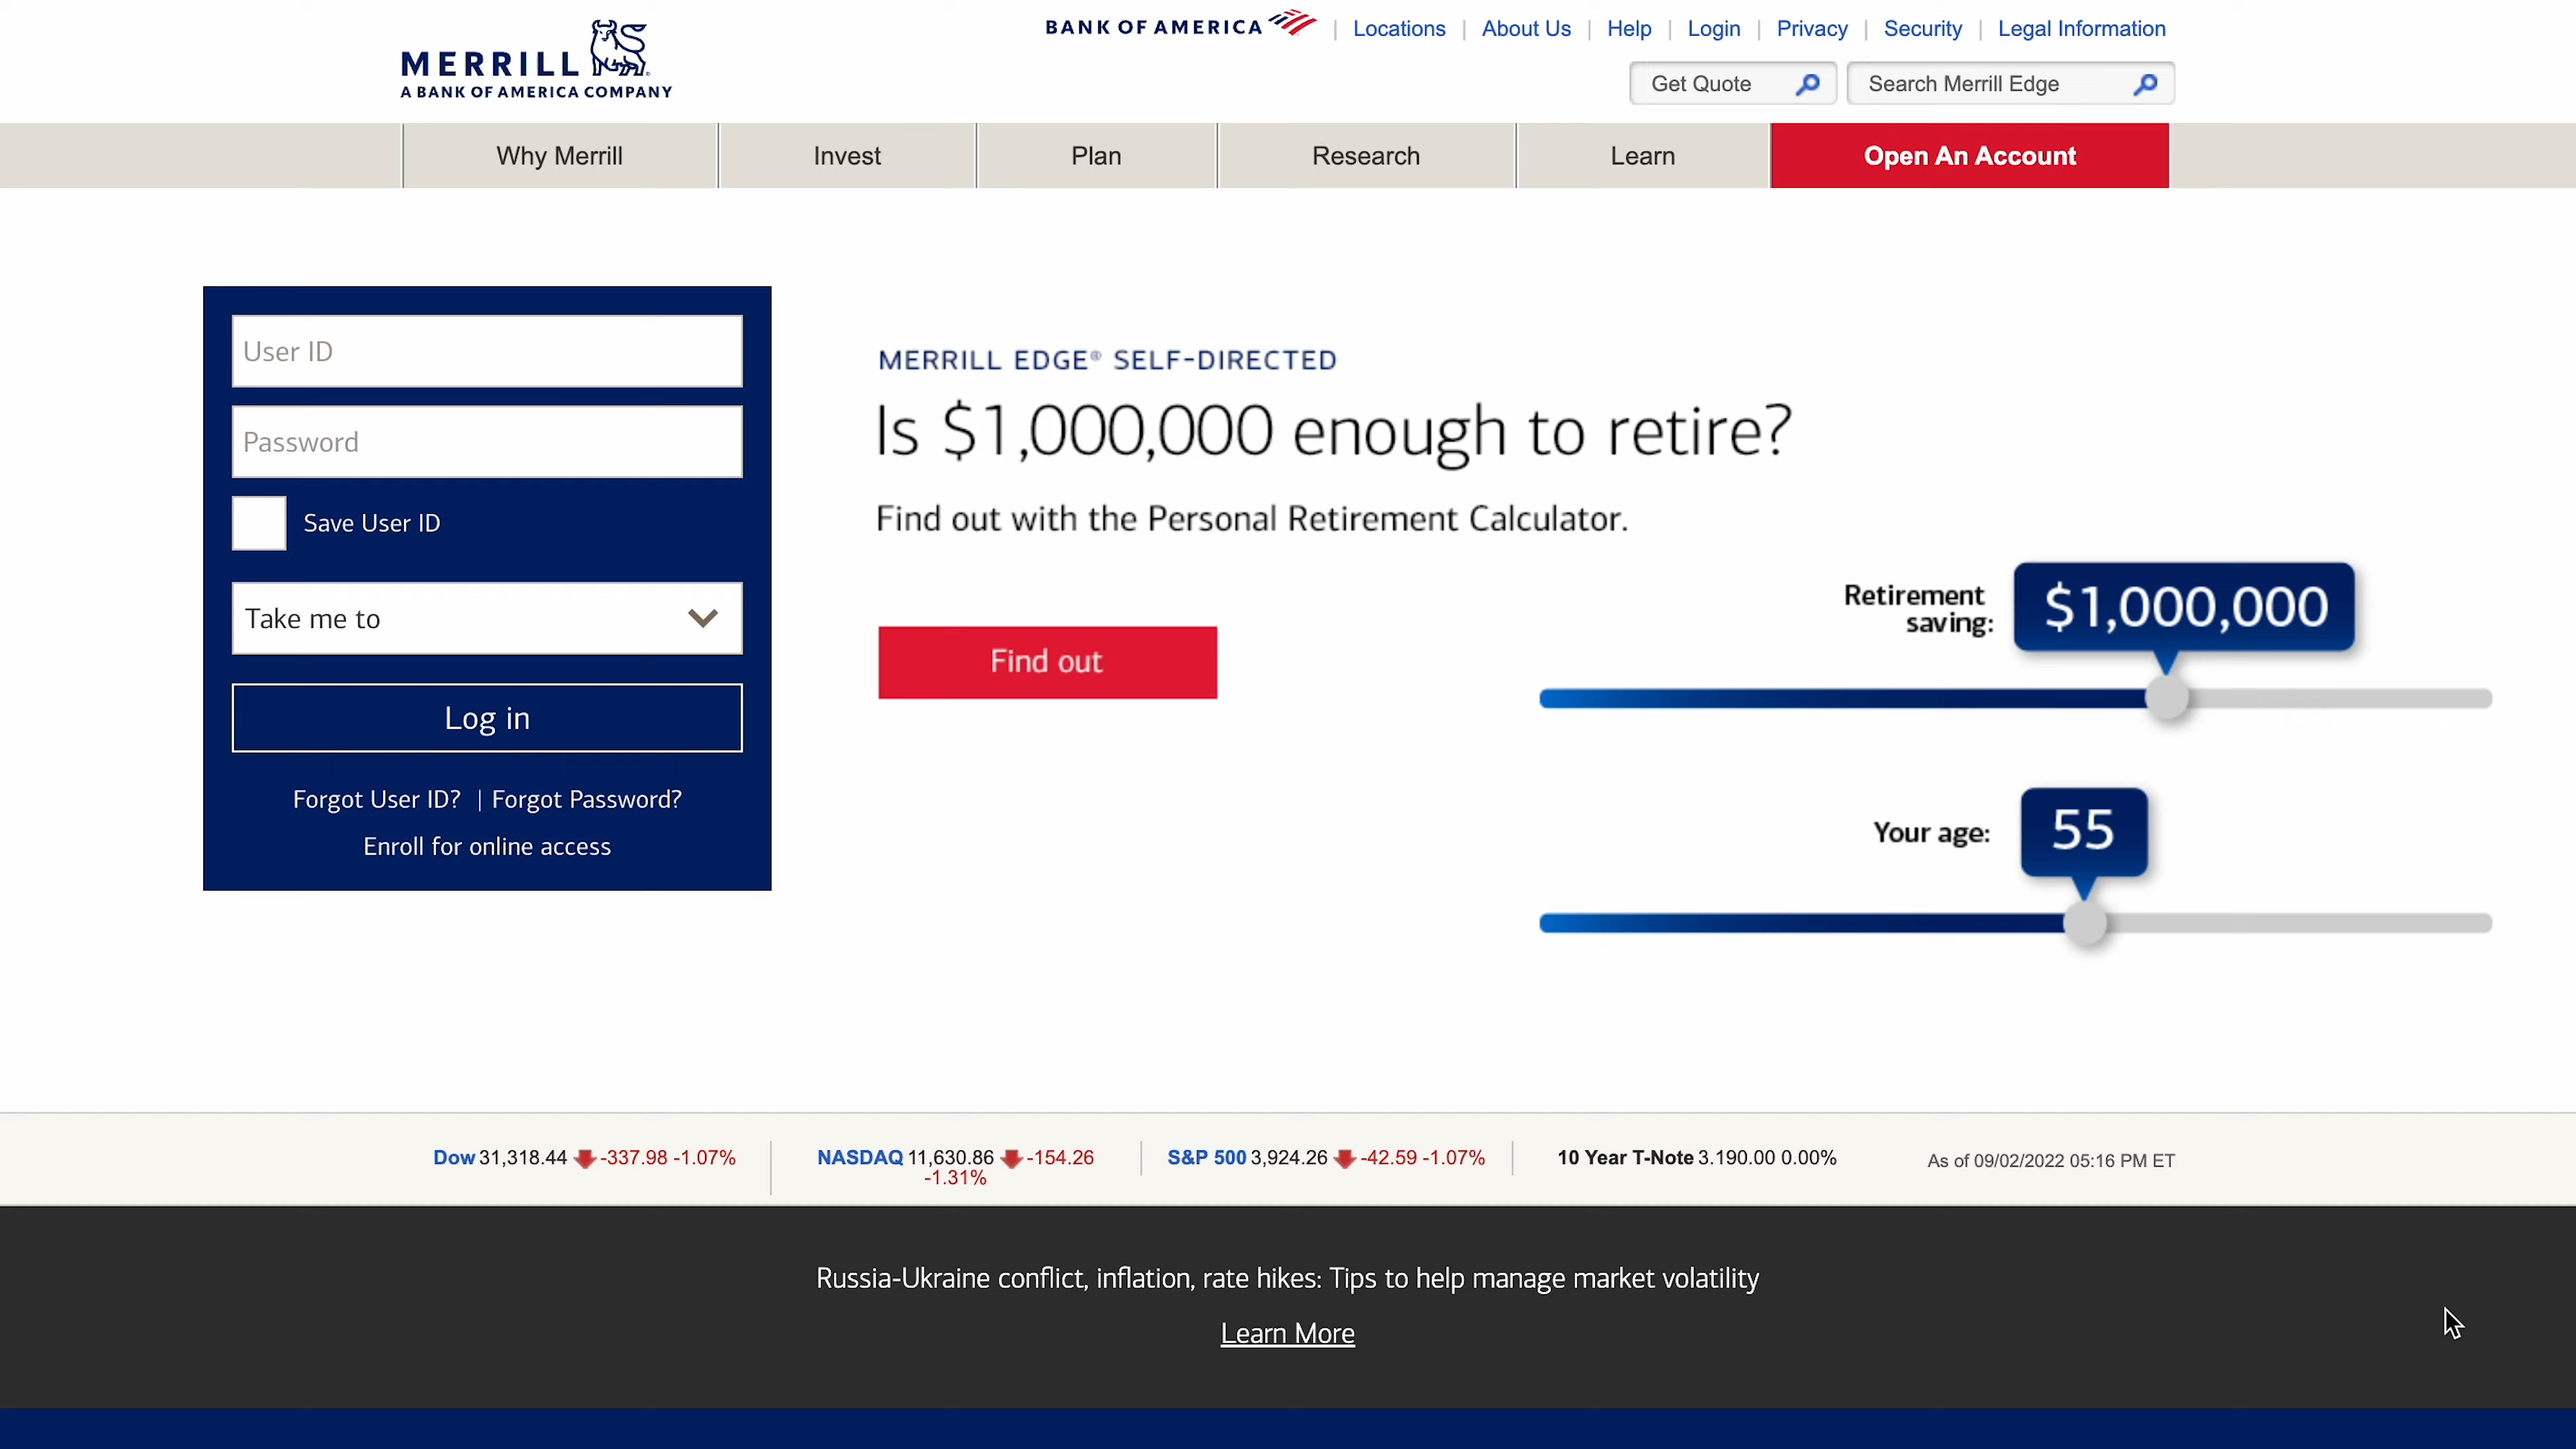 MERRILL
A BANK OF AMERICA COMPANY
BANK OF AMERICA | Locations | About Us | Help | Login | Privacy | Security | Legal Information
Get Quote Search Merrill Edge
Why Merrill Invest Plan Research Learn Open An Account
User ID
Password
Save User ID
Take me to
Log in
Forgot User ID? | Forgot Password?
Enroll for online access
MERRILL EDGE® SELF-DIRECTED
Is $1,000,000 enough to retire?
Find out with the Personal Retirement Calculator.
Find out
Retirement
saving:
$1,000,000
Your age:
55
Dow 31,318.44 -337.98 -1.07%
NASDAQ 11,630.86 -154.26
-1.31%
S&P 500 3,924.26 -42.59 -1.07%
10 Year T-Note 3.190.00 0.00%
As of 09/02/2022 05:16 PM ET
Russia-Ukraine conflict, inflation, rate hikes: Tips to help manage market volatility
Learn More